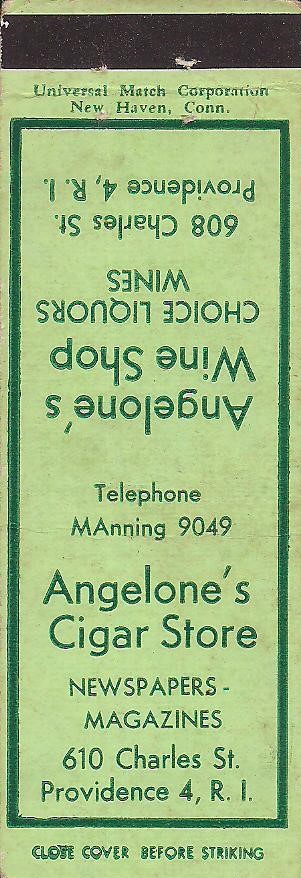 Universal Match Corporation
New Haven, Conn.
Angelone's
Wine Shop
CHOICE LIQUORS
WINES
608 Charles St.
Providence 4, R. I.
Telephone
MAnning 9049
Angelone's
Cigar Store
NEWSPAPERS -
MAGAZINES
610 Charles St.
Providence 4, R. I.
CLOSE COVER BEFORE STRIKING